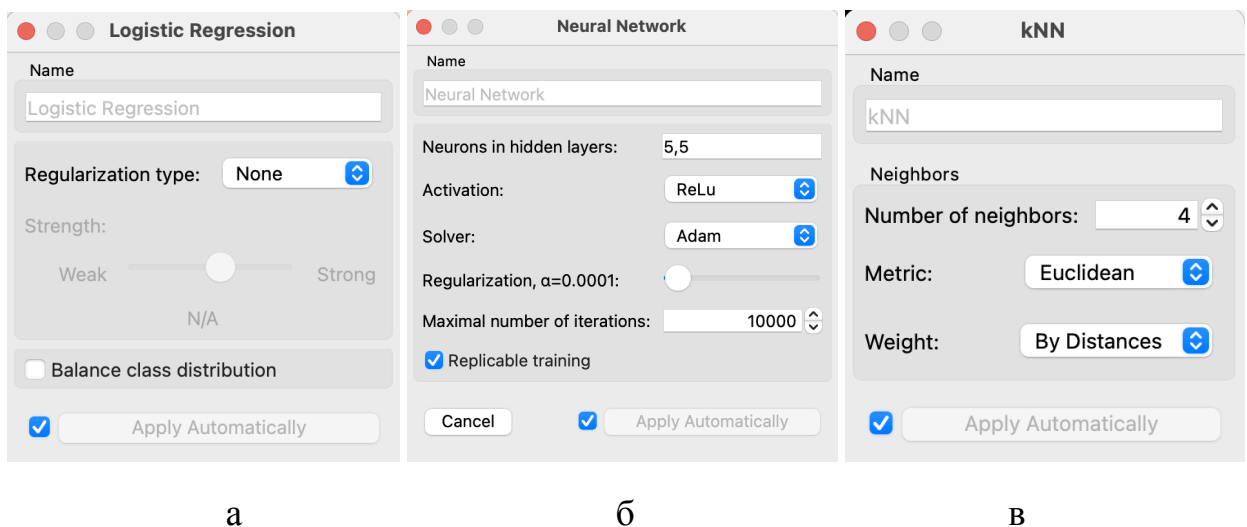 Logistic Regression
Name
Logistic Regression
Regularization type: None
Strength:
Weak Strong
N/A
Balance class distribution
Apply Automatically
Neural Network
Name
Neural Network
Neurons in hidden layers: 5,5
Activation: ReLu
Solver: Adam
Regularization, α=0.0001:
Maximal number of iterations: 10000
Replicable training
Cancel Apply Automatically
kNN
Name
kNN
Neighbors
Number of neighbors: 4
Metric: Euclidean
Weight: By Distances
Apply Automatically
а б в